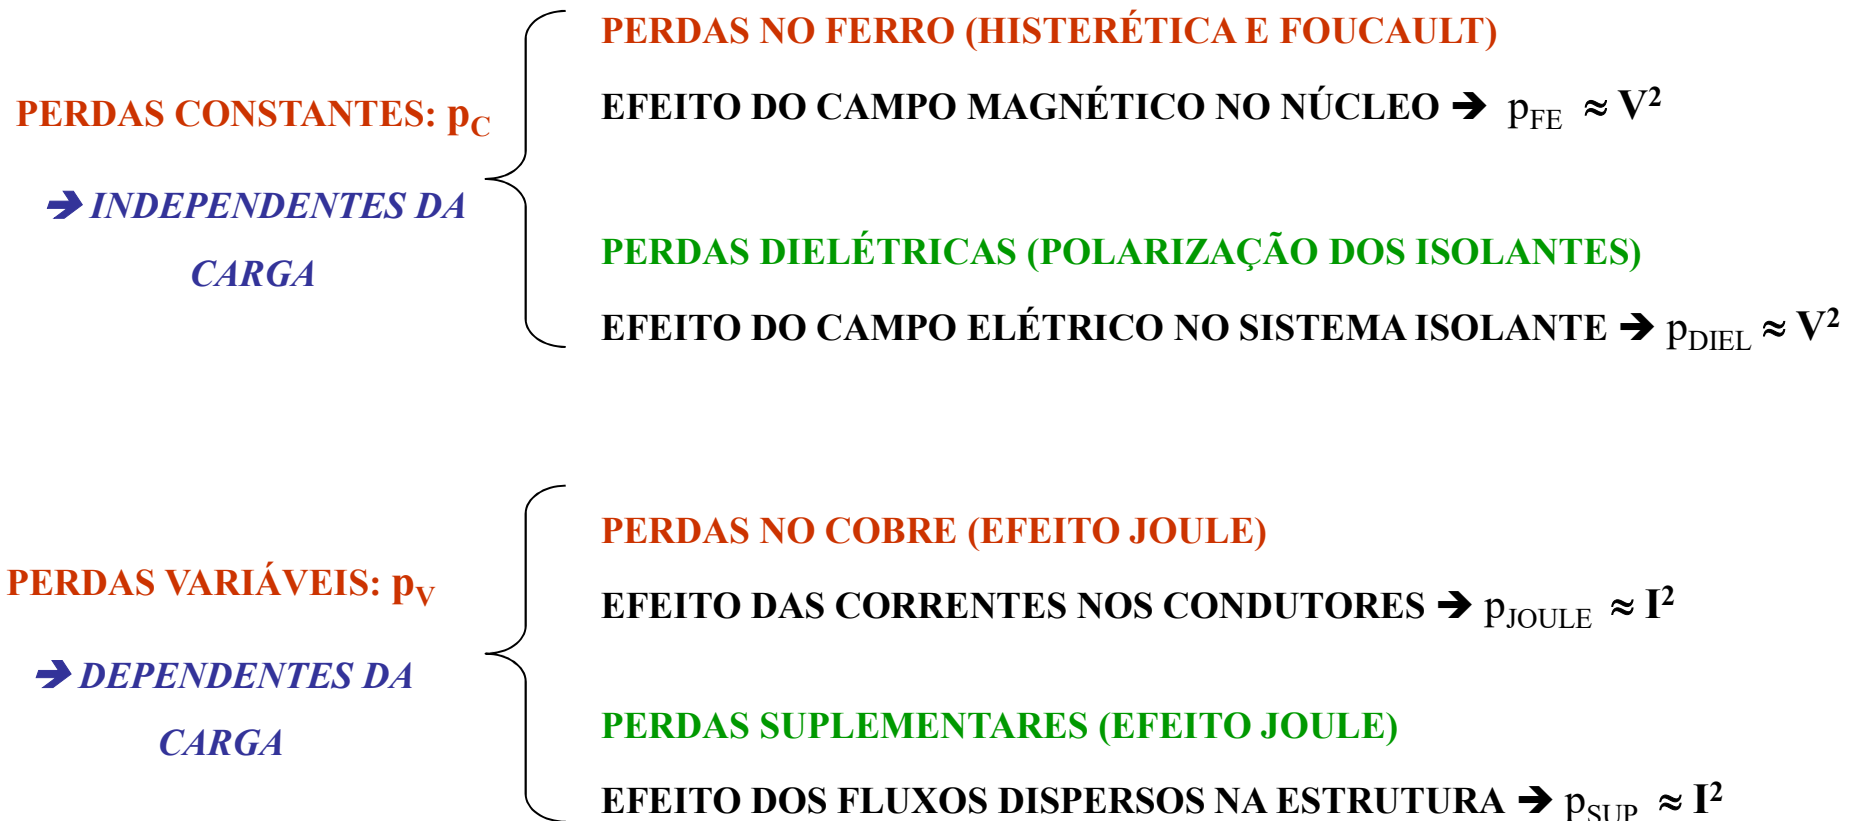 PERDAS NO FERRO (HISTERÉTICA E FOUCAULT)
PERDAS CONSTANTES: pC
EFEITO DO CAMPO MAGNÉTICO NO NÚCLEO ➔ pFE ≈ V²
➔ INDEPENDENTES DA
CARGA
PERDAS DIELÉTRICAS (POLARIZAÇÃO DOS ISOLANTES)
EFEITO DO CAMPO ELÉTRICO NO SISTEMA ISOLANTE ➔ pDIEL ≈ V²
PERDAS NO COBRE (EFEITO JOULE)
PERDAS VARIÁVEIS: pV
EFEITO DAS CORRENTES NOS CONDUTORES ➔ pJOULE ≈ I²
➔ DEPENDENTES DA
CARGA
PERDAS SUPLEMENTARES (EFEITO JOULE)
EFEITO DOS FLUXOS DISPERSOS NA ESTRUTURA ➔ pSUP ≈ I²